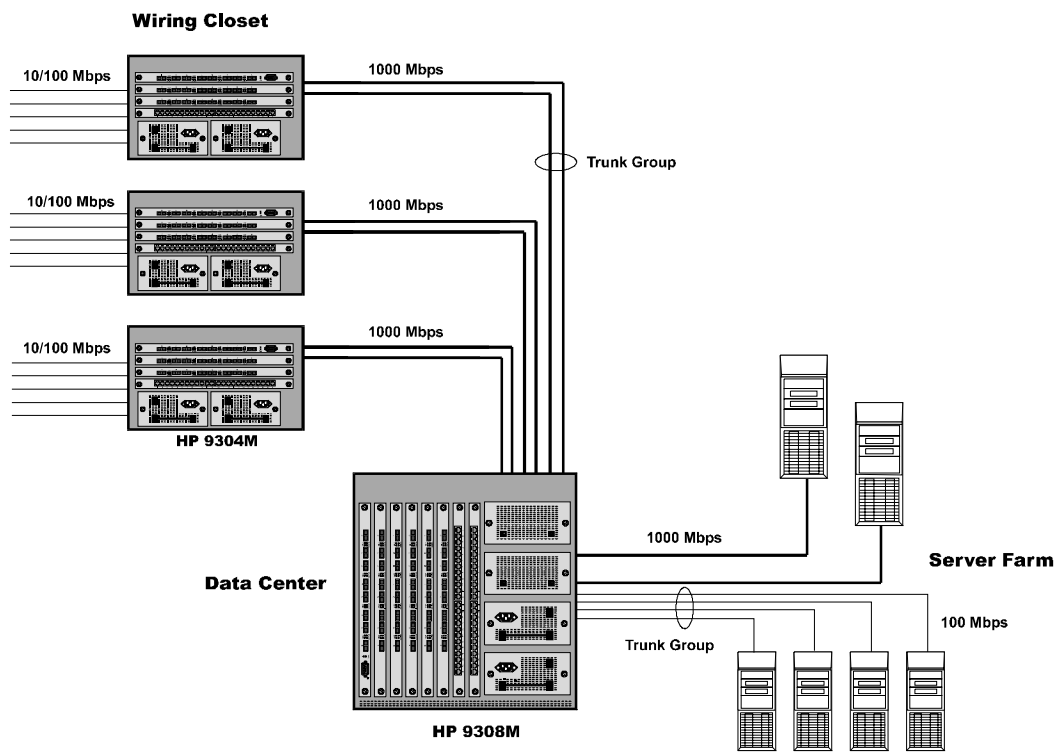 Wiring Closet
10/100 Mbps
1000 Mbps
Trunk Group
10/100 Mbps
1000 Mbps
10/100 Mbps
1000 Mbps
HP 9304M
1000 Mbps
Server Farm
Data Center
100 Mbps
Trunk Group
HP 9308M